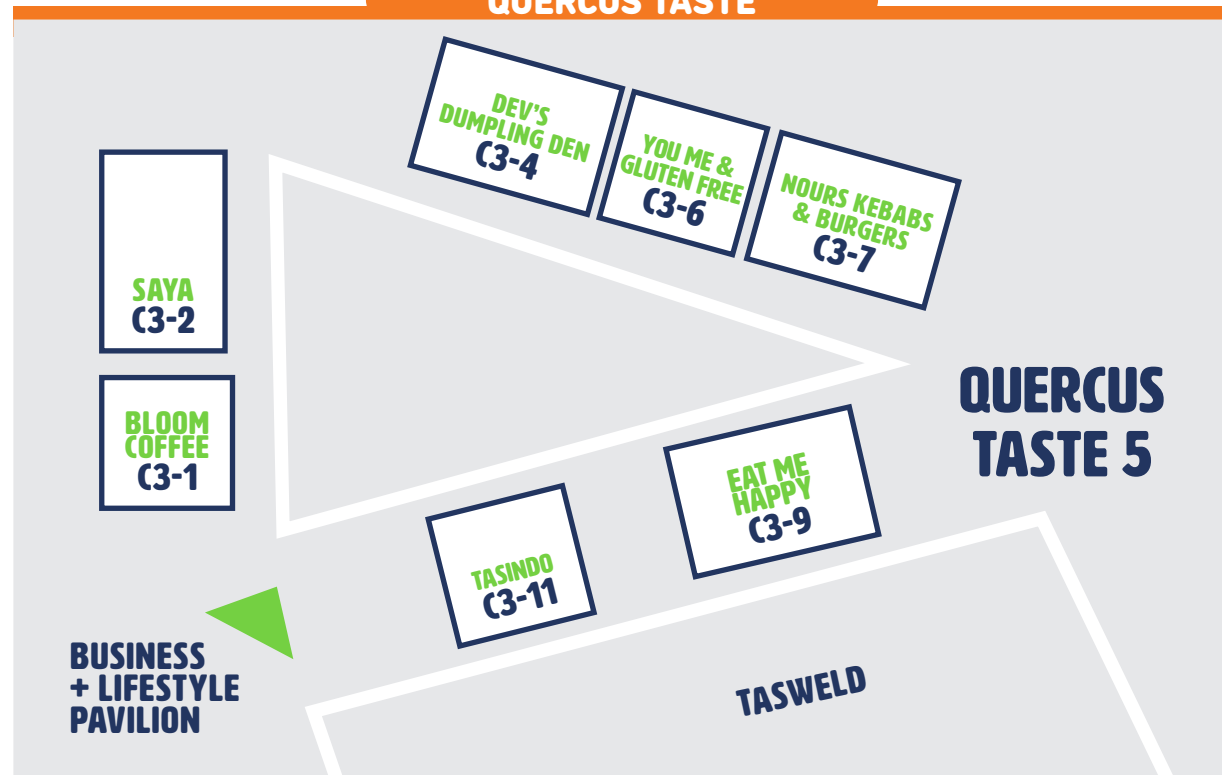 QUERCUS TASTE
DEV'S
DUMPLING DEN
C3-4
YOU ME &
GLUTEN FREE
C3-6
NOURS KEBABS
& BURGERS
C3-7
SAYA
C3-2
BLOOM
COFFEE
C3-1
QUERCUS
TASTE 5
EAT ME
HAPPY
C3-9
TASINDO
C3-11
BUSINESS
+ LIFESTYLE
PAVILION
TASWELD